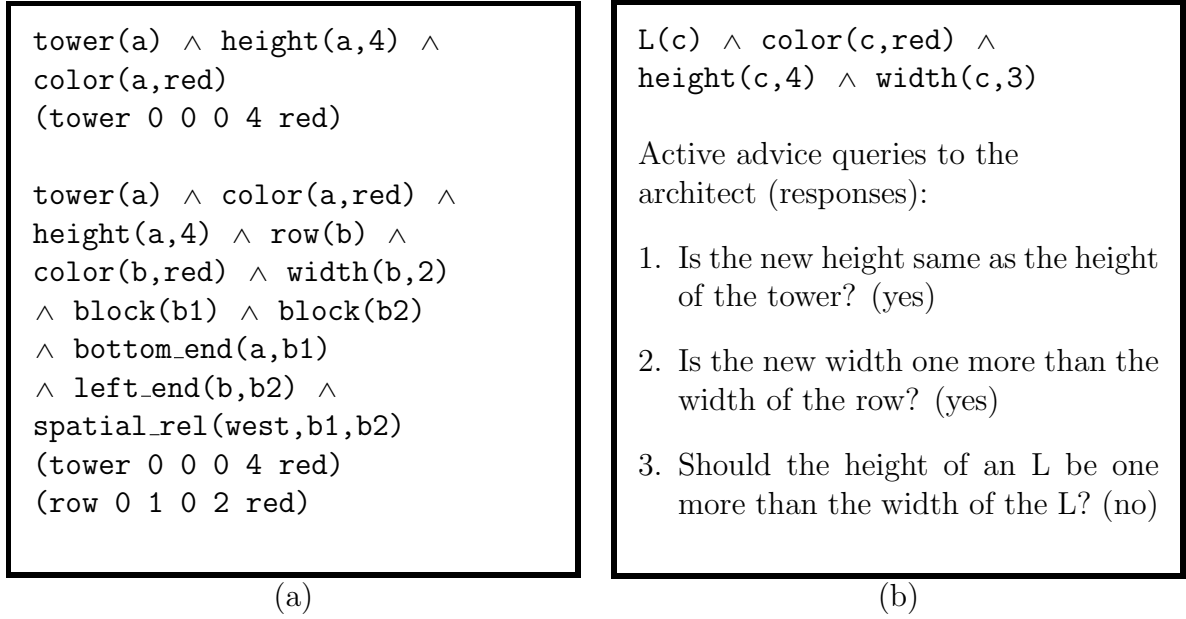 tower(a) ∧ height(a,4) ∧
color(a,red)
(tower 0 0 0 4 red)
tower(a) ∧ color(a,red) ∧
height(a,4) ∧ row(b) ∧
color(b,red) ∧ width(b,2)
∧ block(b1) ∧ block(b2)
∧ bottom_end(a,b1)
∧ left_end(b,b2) ∧
spatial_rel(west,b1,b2)
(tower 0 0 0 4 red)
(row 0 1 0 2 red)
(a)
L(c) ∧ color(c,red) ∧
height(c,4) ∧ width(c,3)
Active advice queries to the
architect (responses):
1. Is the new height same as the height
of the tower? (yes)
2. Is the new width one more than the
width of the row? (yes)
3. Should the height of an L be one
more than the width of the L? (no)
(b)